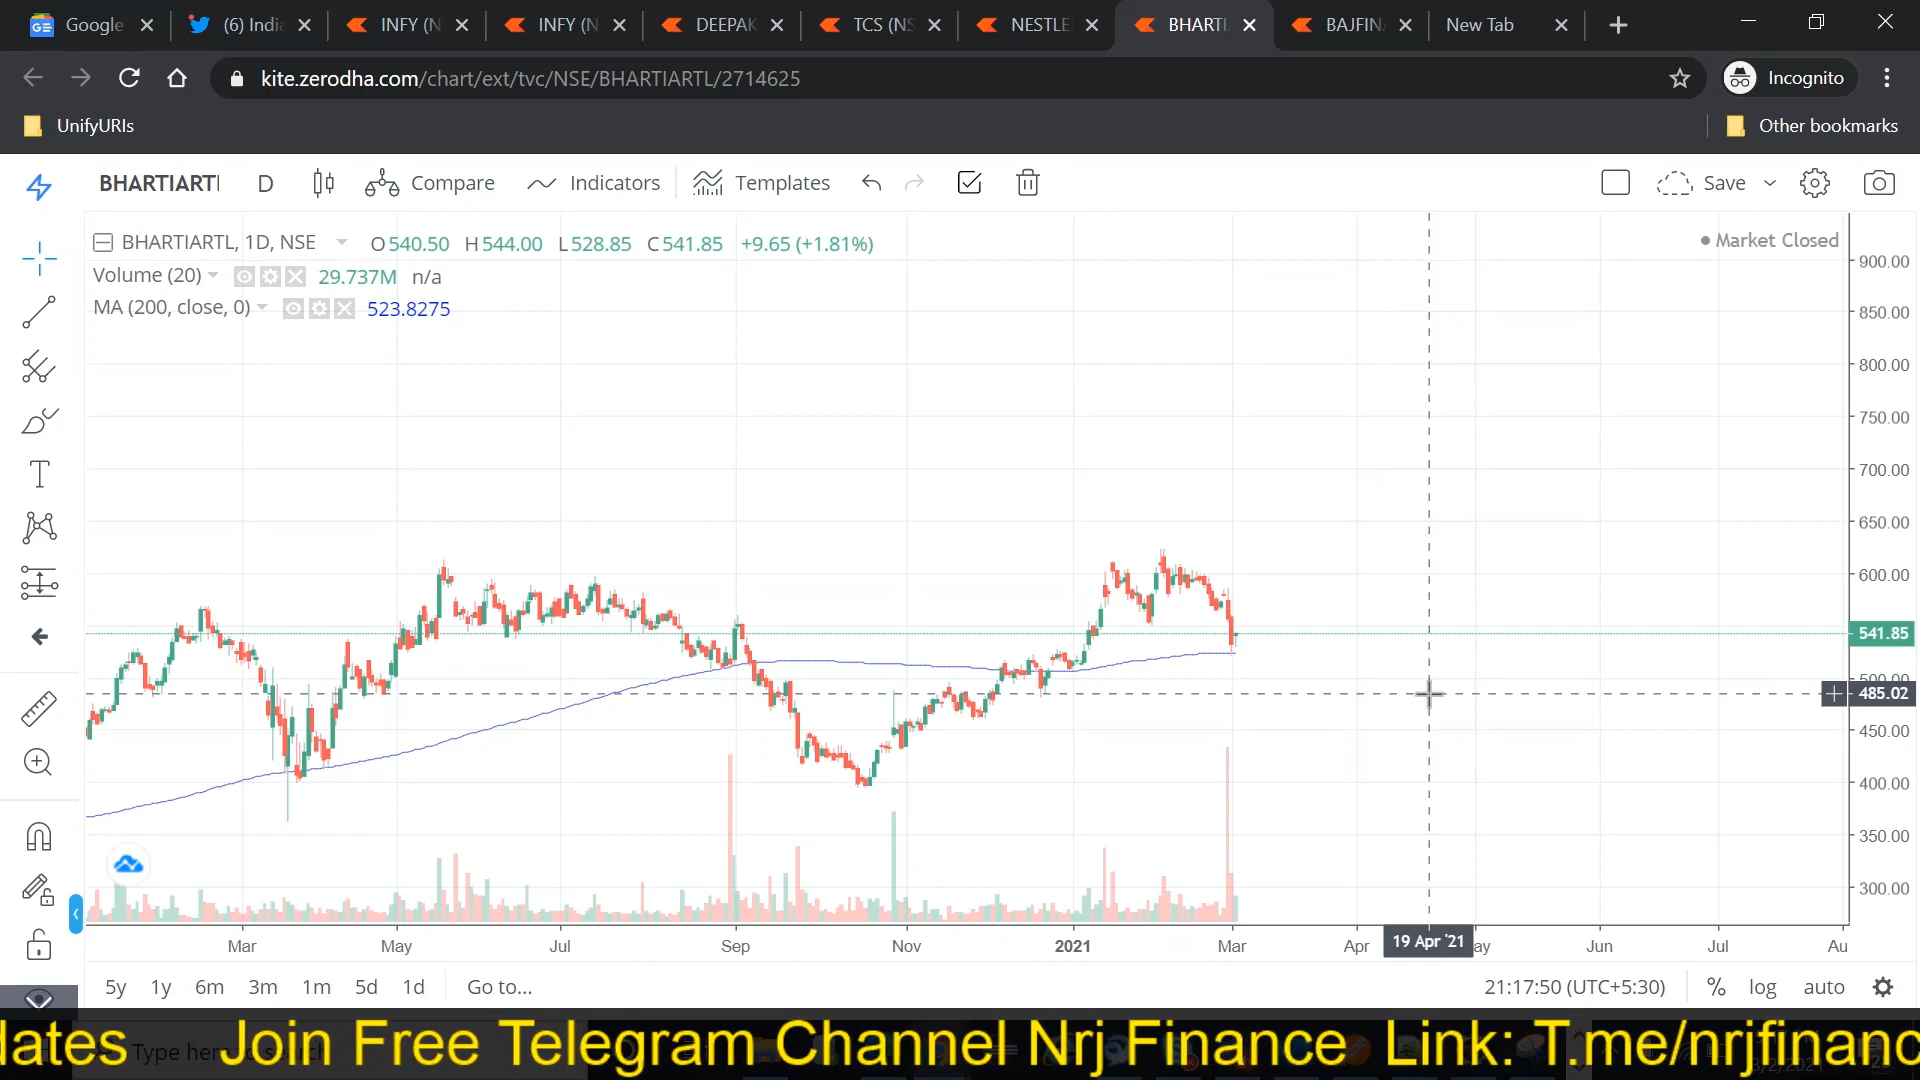 Google
(6) India
INFY (N
INFY (N
DEEPAK
TCS (NS
NESTLE
BHARTI
BAJFIN
New Tab
kite.zerodha.com/chart/ext/tvc/NSE/BHARTIARTL/2714625
Incognito
UnifyURIs
Other bookmarks
BHARTIARTL
D
Compare
Indicators
Templates
Save
BHARTIARTL, 1D, NSE O540.50 H544.00 L528.85 C541.85 +9.65 (+1.81%)
Market Closed
Volume (20) 29.737M n/a
MA (200, close, 0) 523.8275
900.00
850.00
800.00
750.00
700.00
650.00
600.00
541.85
500.00
485.02
450.00
400.00
350.00
300.00
Mar May Jul Sep Nov 2021 Mar Apr 19 Apr '21 ay Jun Jul Au
5y 1y 6m 3m 1m 5d 1d Go to...
21:17:50 (UTC+5:30) % log auto
dates Join Free Telegram Channel Nrj Finance Link: T.me/nrjfinanc